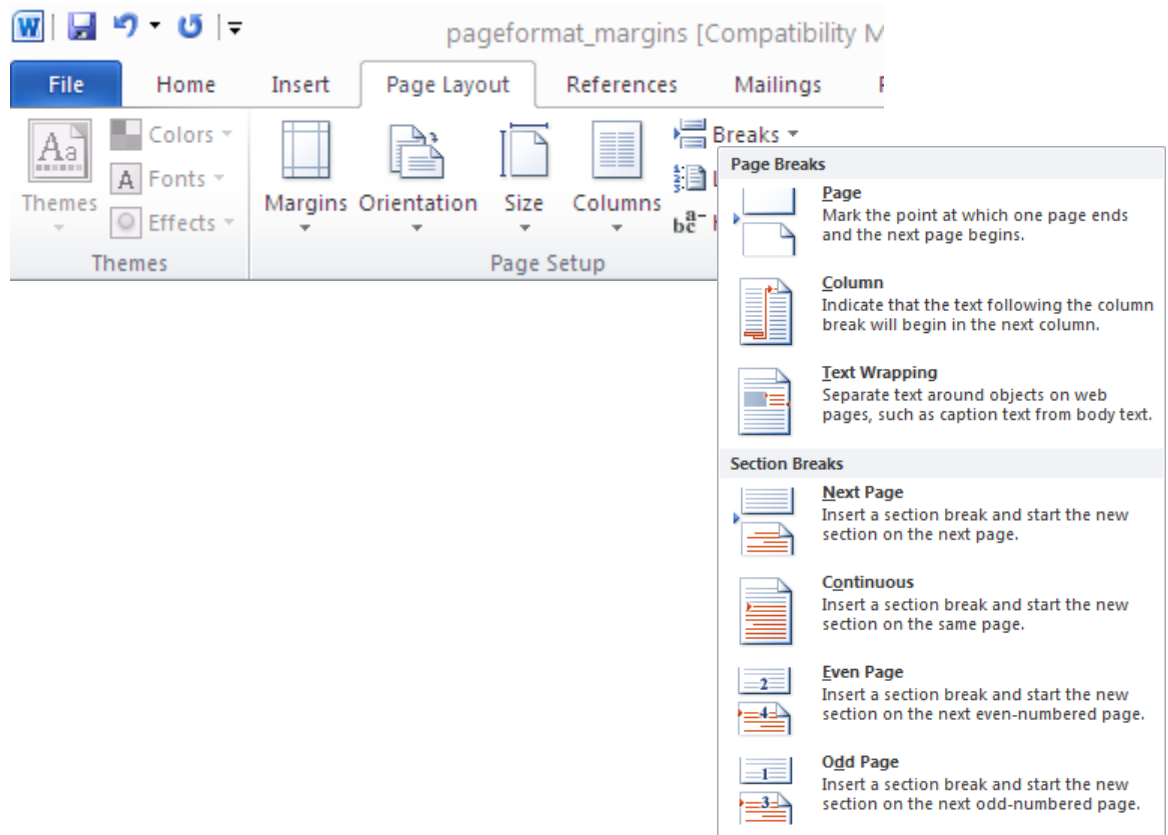 pageformat_margins [Compatibility M
File Home Insert Page Layout References Mailings
Aa Colors Breaks
A Fonts
Themes Effects Margins Orientation Size Columns
Themes Page Setup
Page Breaks
Page
Mark the point at which one page ends
and the next page begins.
Column
Indicate that the text following the column
break will begin in the next column.
Text Wrapping
Separate text around objects on web
pages, such as caption text from body text.
Section Breaks
Next Page
Insert a section break and start the new
section on the next page.
Continuous
Insert a section break and start the new
section on the same page.
Even Page
Insert a section break and start the new
section on the next even-numbered page.
Odd Page
Insert a section break and start the new
section on the next odd-numbered page.